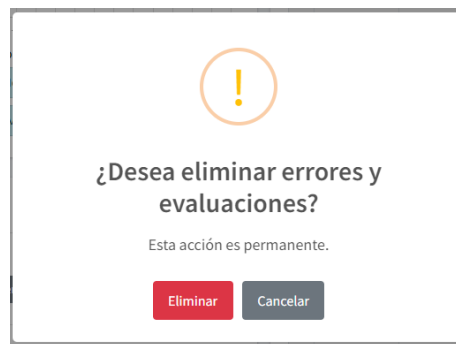 !
¿Desea eliminar errores y
evaluaciones?
Esta acción es permanente.
Eliminar
Cancelar